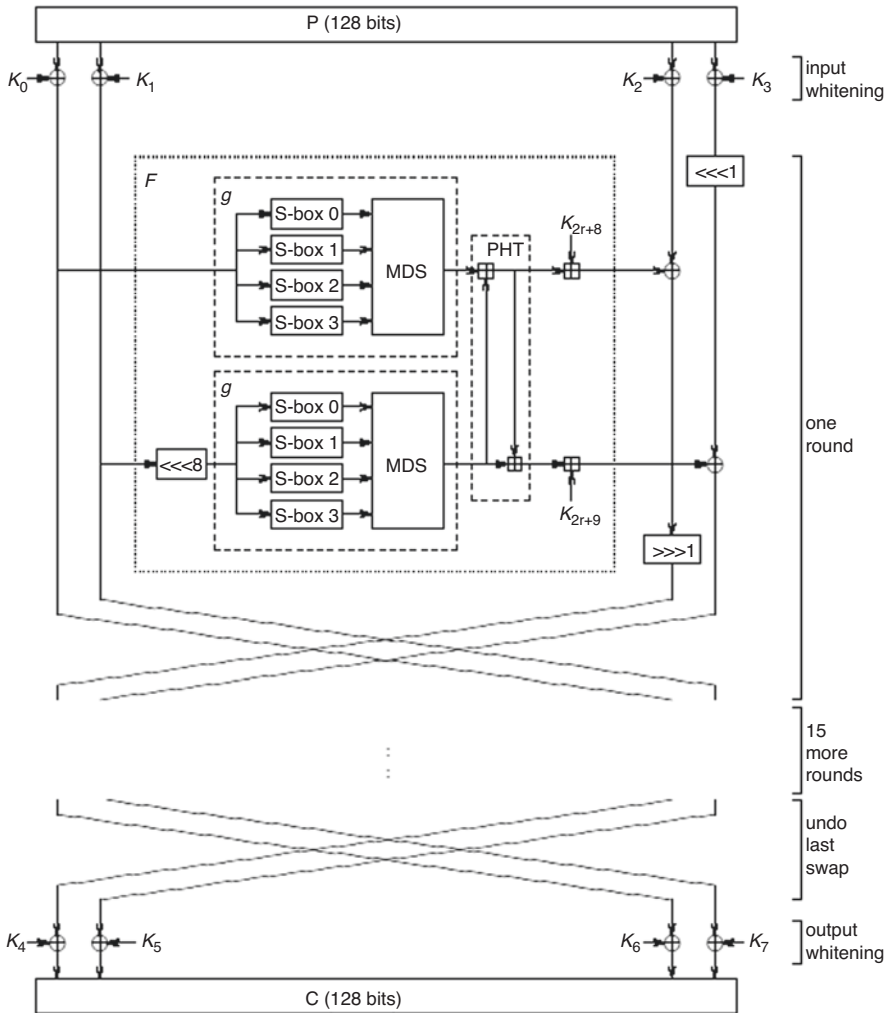 P (128 bits)
K0 K1 K2 K3
input
whitening
<<<1
F
g
S-box 0
S-box 1
S-box 2
S-box 3
MDS
PHT
K2r+8
g
S-box 0
S-box 1
S-box 2
S-box 3
MDS
<<<8
K2r+9
>>>1
one
round
15
more
rounds
undo
last
swap
K4 K5 K6 K7
output
whitening
C (128 bits)